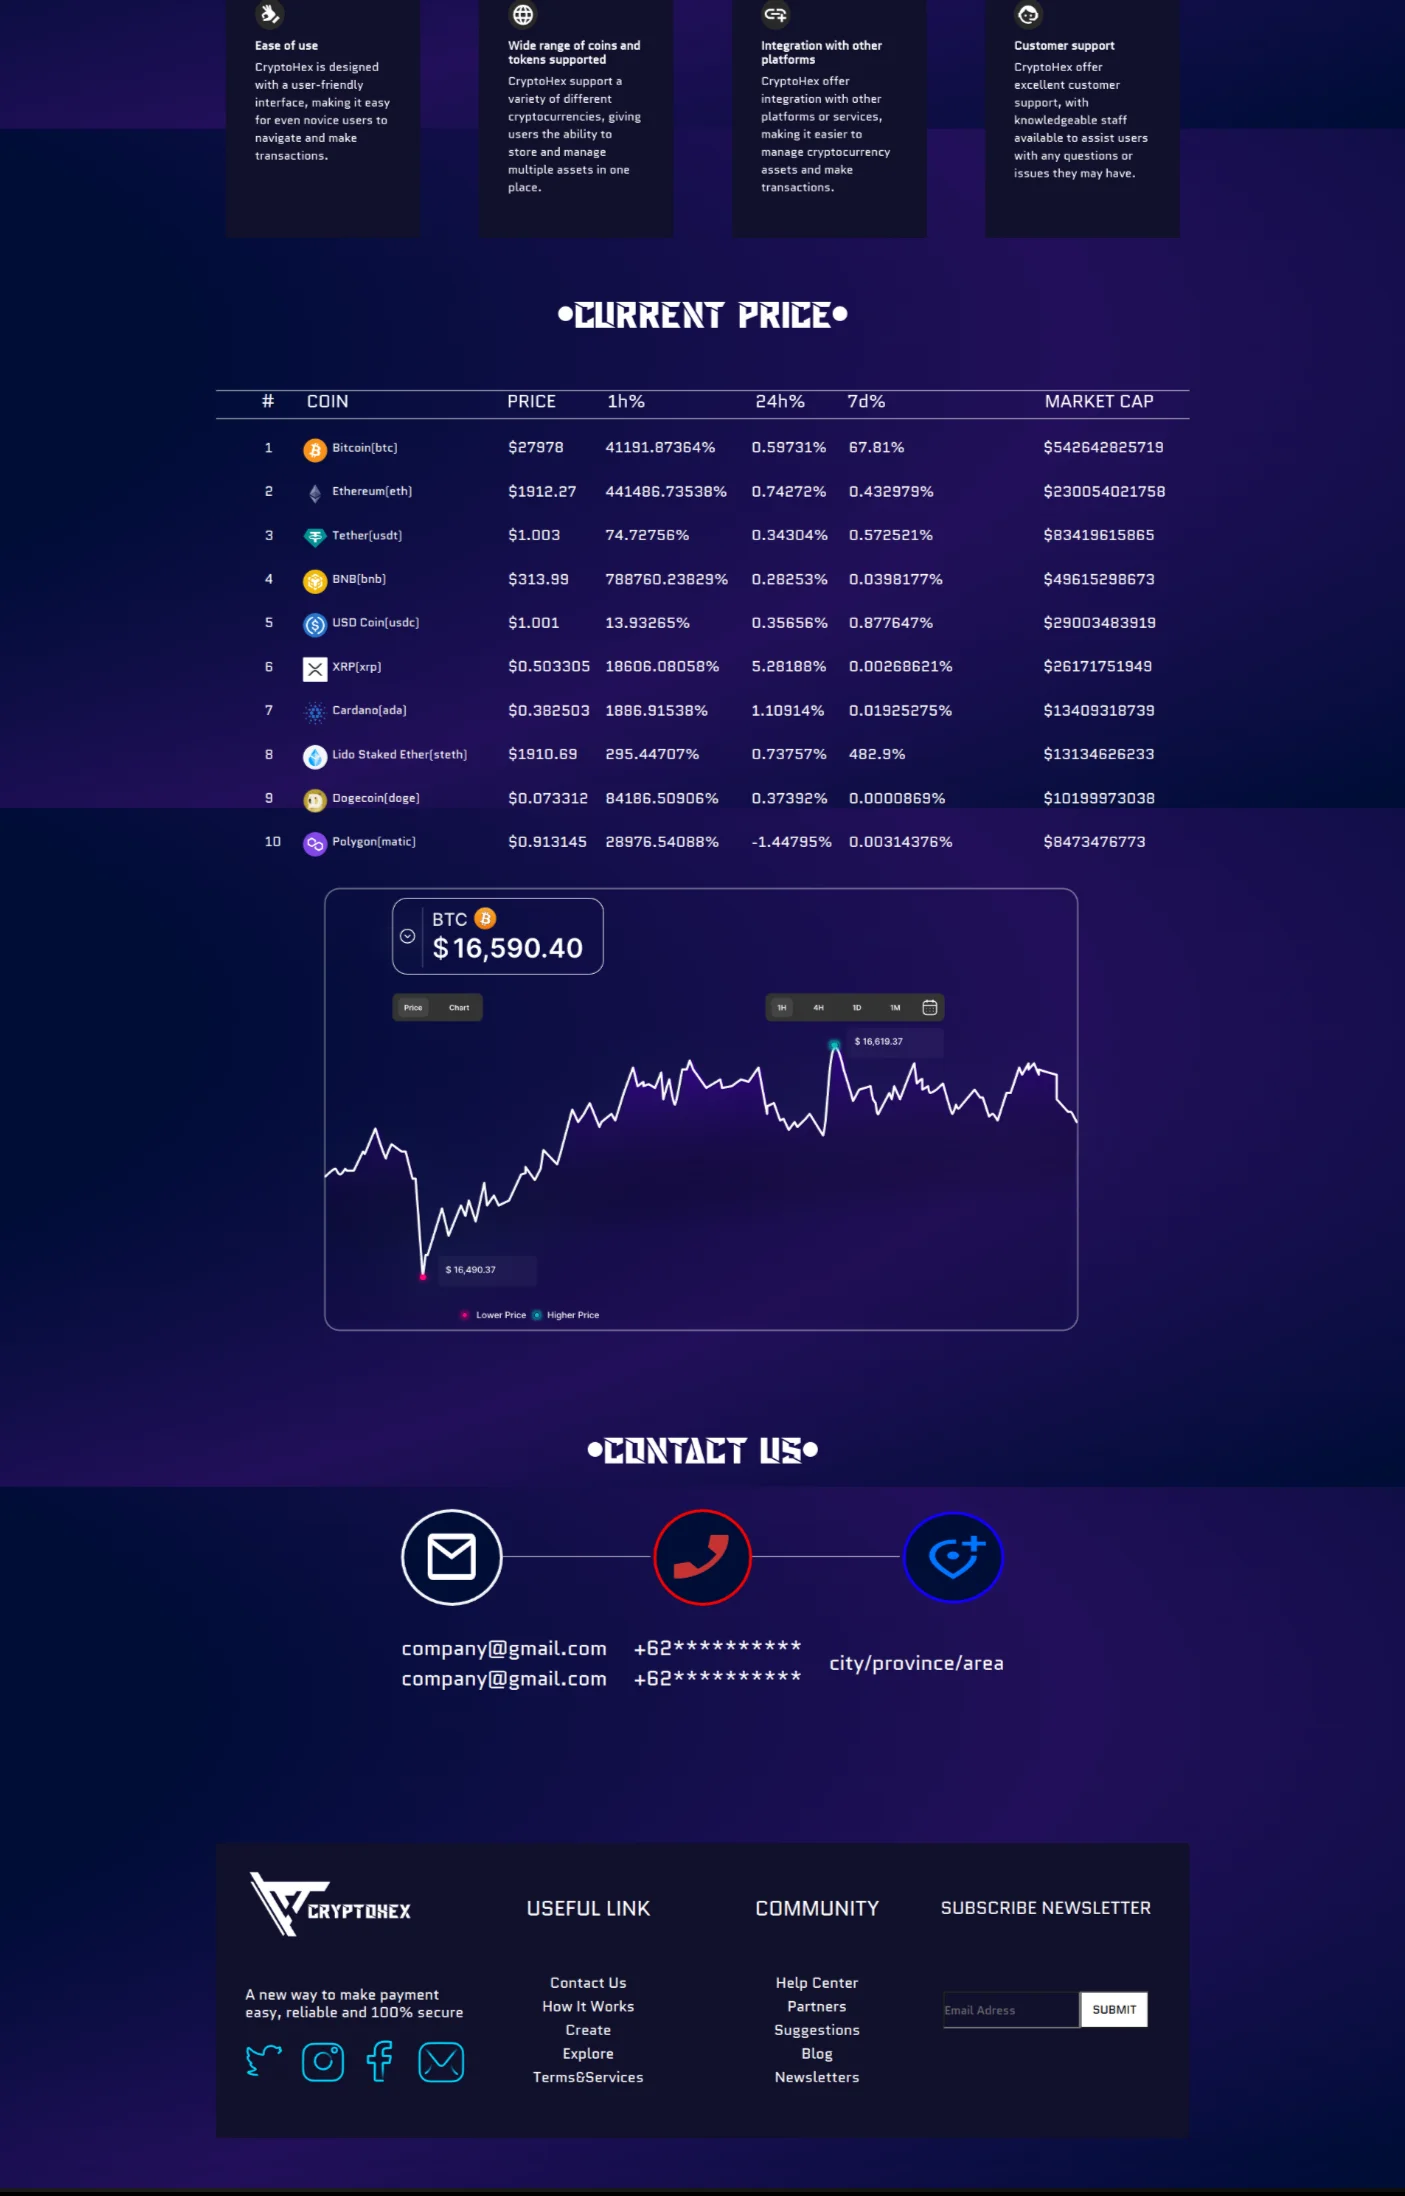 Ease of use
CryptoHex is designed
with a user-friendly
interface, making it easy
for even novice users to
navigate and make
transactions.
Wide range of coins and
tokens supported
CryptoHex support a
variety of different
cryptocurrencies, giving
users the ability to
store and manage
multiple assets in one
place.
Integration with other
platforms
CryptoHex offer
integration with other
platforms or services,
making it easier to
manage cryptocurrency
assets and make
transactions.
Customer support
CryptoHex offer
excellent customer
support, with
knowledgeable staff
available to assist users
with any questions or
issues they may have.
•CURRENT PRICE•
# COIN PRICE 1h% 24h% 7d% MARKET CAP
1 Bitcoin(btc) $27978 41191.87364% 0.59731% 67.81% $542642825719
2 Ethereum(eth) $1912.27 441486.73538% 0.74272% 0.432979% $230054021758
3 Tether(usdt) $1.003 74.72756% 0.34304% 0.572521% $83419615865
4 BNB(bnb) $313.99 788760.23829% 0.28253% 0.0398177% $49615298673
5 USD Coin(usdc) $1.001 13.93265% 0.35656% 0.877647% $29003483919
6 XRP(xrp) $0.503305 18606.08058% 5.28188% 0.00268621% $26171751949
7 Cardano(ada) $0.382503 1886.91538% 1.10914% 0.01925275% $13409318739
8 Lido Staked Ether(steth) $1910.69 295.44707% 0.73757% 482.9% $13134626233
9 Dogecoin(doge) $0.073312 84186.50906% 0.37392% 0.0000869% $10199973038
10 Polygon(matic) $0.913145 28976.54088% -1.44795% 0.00314376% $8473476773
BTC
$16,590.40
Price Chart 1H 4H 1D 1M
$ 16,619.37
$ 16,490.37
Lower Price Higher Price
•CONTACT US•
company@gmail.com
company@gmail.com
+62**********
+62**********
city/province/area
CRYPTOHEX
A new way to make payment
easy, reliable and 100% secure
USEFUL LINK
Contact Us
How It Works
Create
Explore
Terms&Services
COMMUNITY
Help Center
Partners
Suggestions
Blog
Newsletters
SUBSCRIBE NEWSLETTER
Email Adress SUBMIT